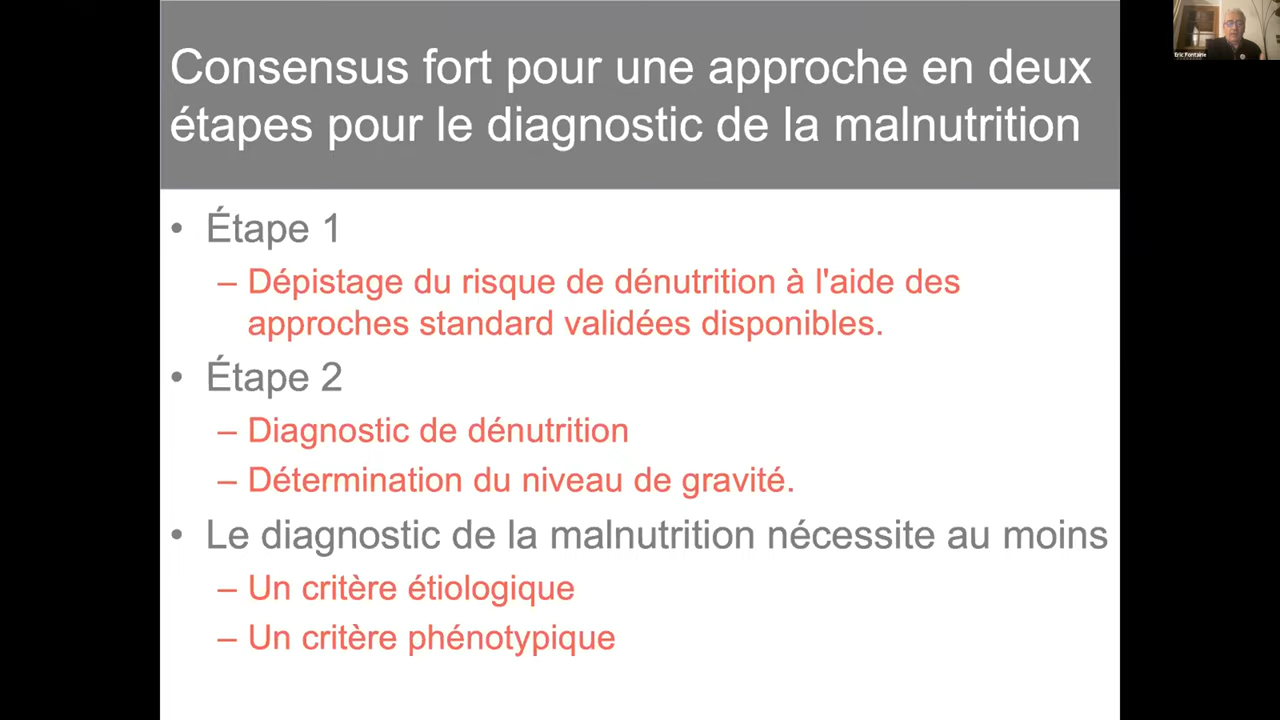 Consensus fort pour une approche en deux
étapes pour le diagnostic de la malnutrition
• Étape 1
– Dépistage du risque de dénutrition à l'aide des
approches standard validées disponibles.
• Étape 2
– Diagnostic de dénutrition
– Détermination du niveau de gravité.
• Le diagnostic de la malnutrition nécessite au moins
– Un critère étiologique
– Un critère phénotypique
Eric Fontaine